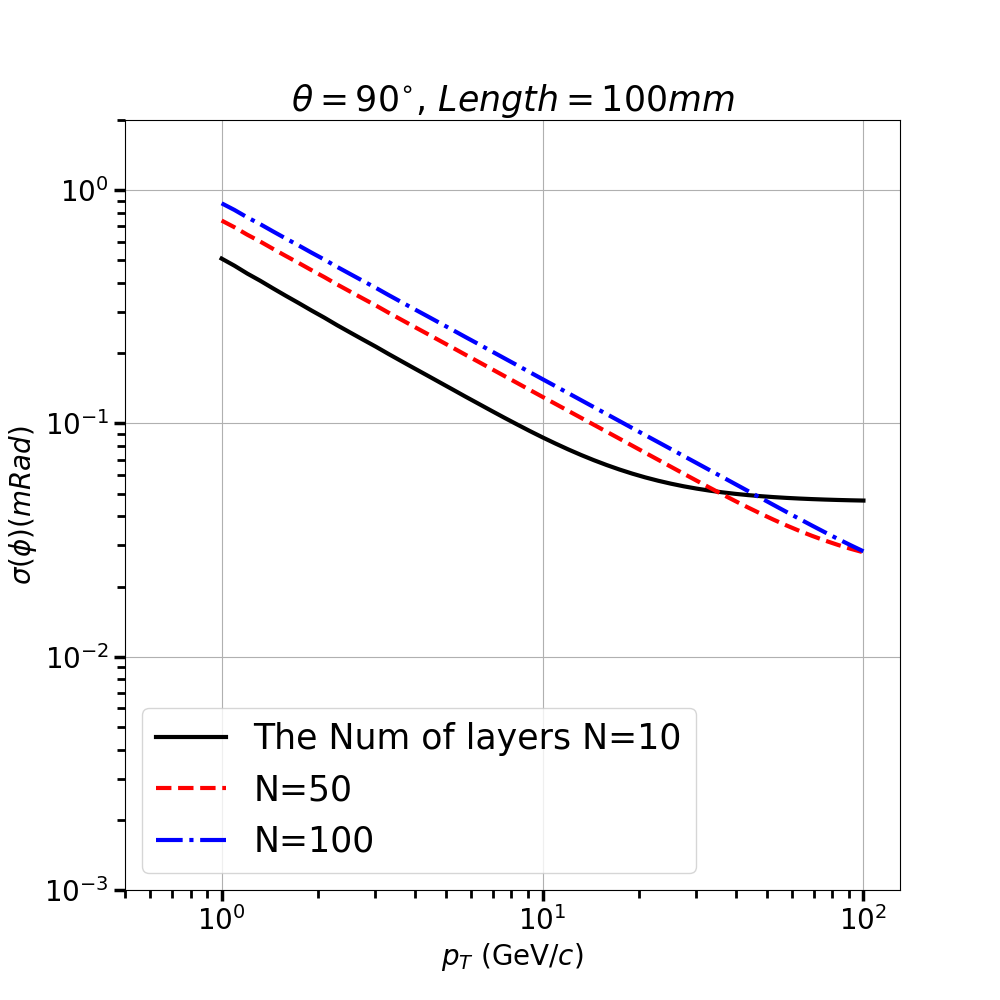 θ = 90°, Length = 100mm
σ(ϕ)(mRad)
10⁰
10⁻¹
10⁻²
10⁻³
The Num of layers N=10
N=50
N=100
10⁰ 10¹ 10²
p_T (GeV/c)